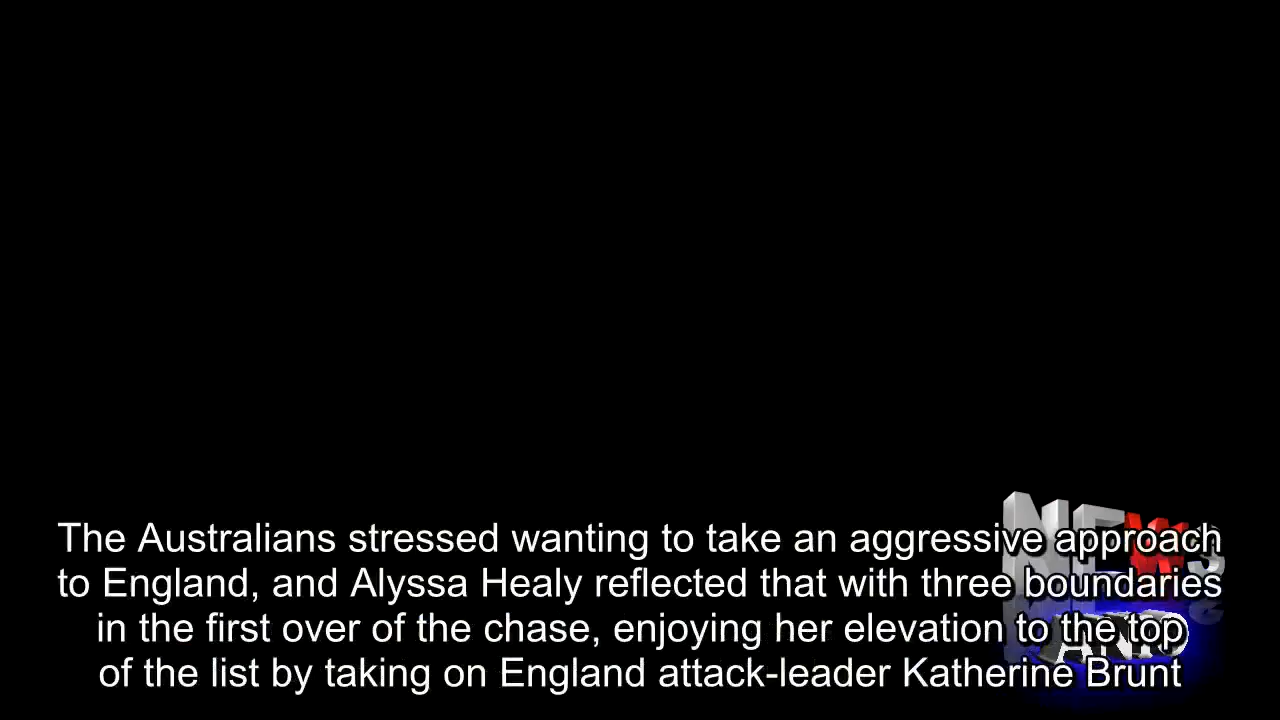 NEWS
The Australians stressed wanting to take an aggressive approach
to England, and Alyssa Healy reflected that with three boundaries
in the first over of the chase, enjoying her elevation to the top
of the list by taking on England attack-leader Katherine Brunt